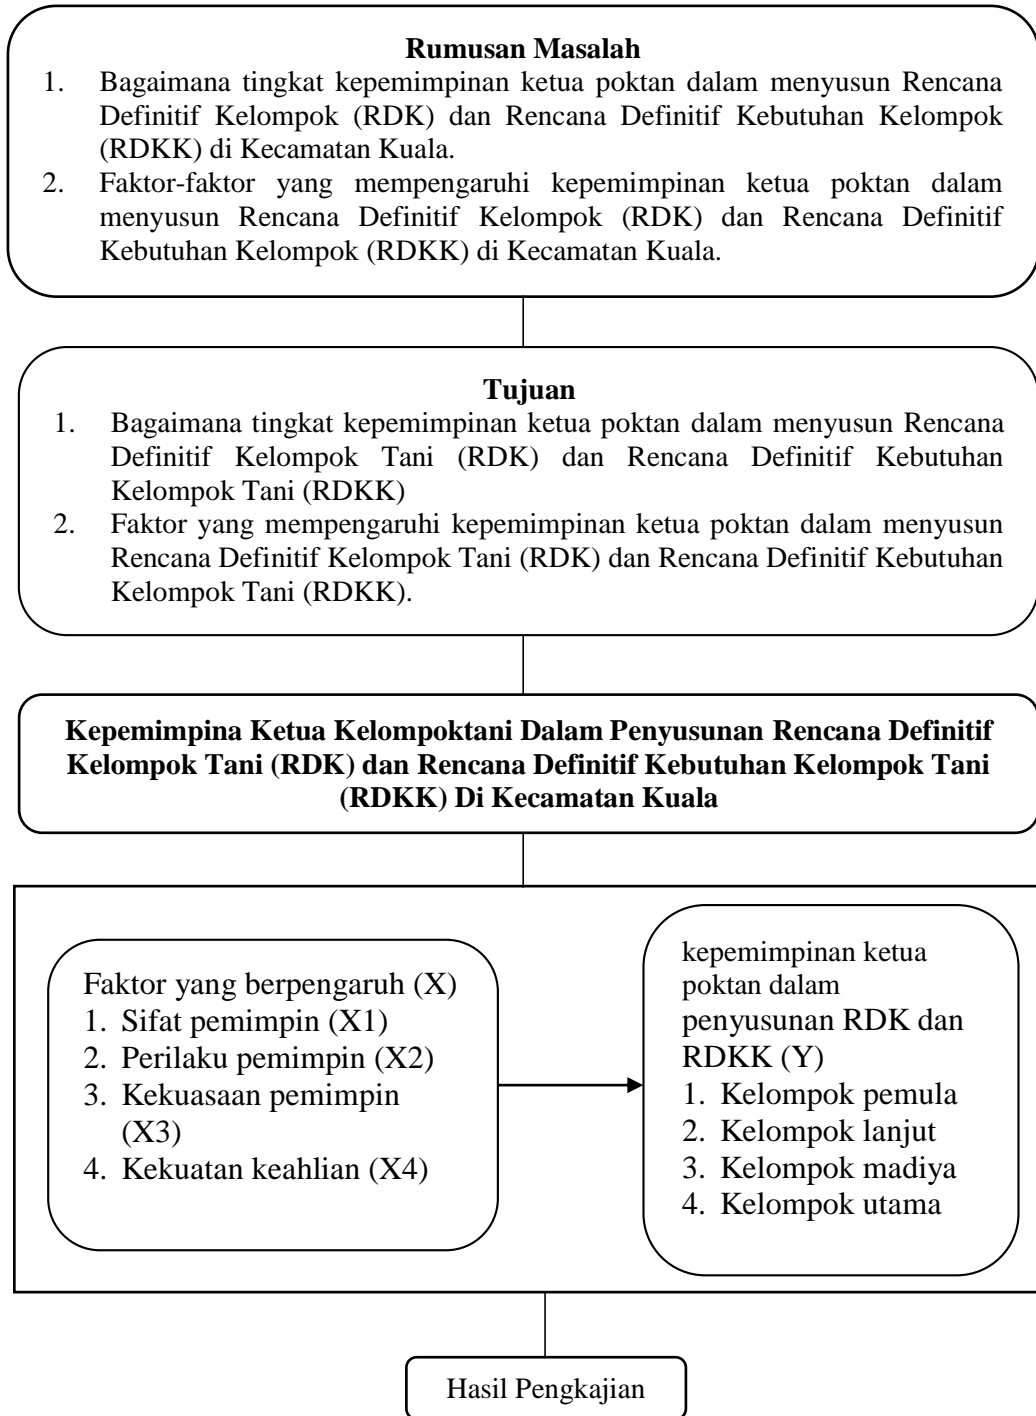 Rumusan Masalah
1. Bagaimana tingkat kepemimpinan ketua poktan dalam menyusun Rencana
Definitif Kelompok (RDK) dan Rencana Definitif Kebutuhan Kelompok
(RDKK) di Kecamatan Kuala.
2. Faktor-faktor yang mempengaruhi kepemimpinan ketua poktan dalam
menyusun Rencana Definitif Kelompok (RDK) dan Rencana Definitif
Kebutuhan Kelompok (RDKK) di Kecamatan Kuala.
Tujuan
1. Bagaimana tingkat kepemimpinan ketua poktan dalam menyusun Rencana
Definitif Kelompok Tani (RDK) dan Rencana Definitif Kebutuhan
Kelompok Tani (RDKK)
2. Faktor yang mempengaruhi kepemimpinan ketua poktan dalam menyusun
Rencana Definitif Kelompok Tani (RDK) dan Rencana Definitif Kebutuhan
Kelompok Tani (RDKK).
Kepemimpina Ketua Kelompoktani Dalam Penyusunan Rencana Definitif
Kelompok Tani (RDK) dan Rencana Definitif Kebutuhan Kelompok Tani
(RDKK) Di Kecamatan Kuala
Faktor yang berpengaruh (X)
1. Sifat pemimpin (X1)
2. Perilaku pemimpin (X2)
3. Kekuasaan pemimpin
(X3)
4. Kekuatan keahlian (X4)
kepemimpinan ketua
poktan dalam
penyusunan RDK dan
RDKK (Y)
1. Kelompok pemula
2. Kelompok lanjut
3. Kelompok madiya
4. Kelompok utama
Hasil Pengkajian